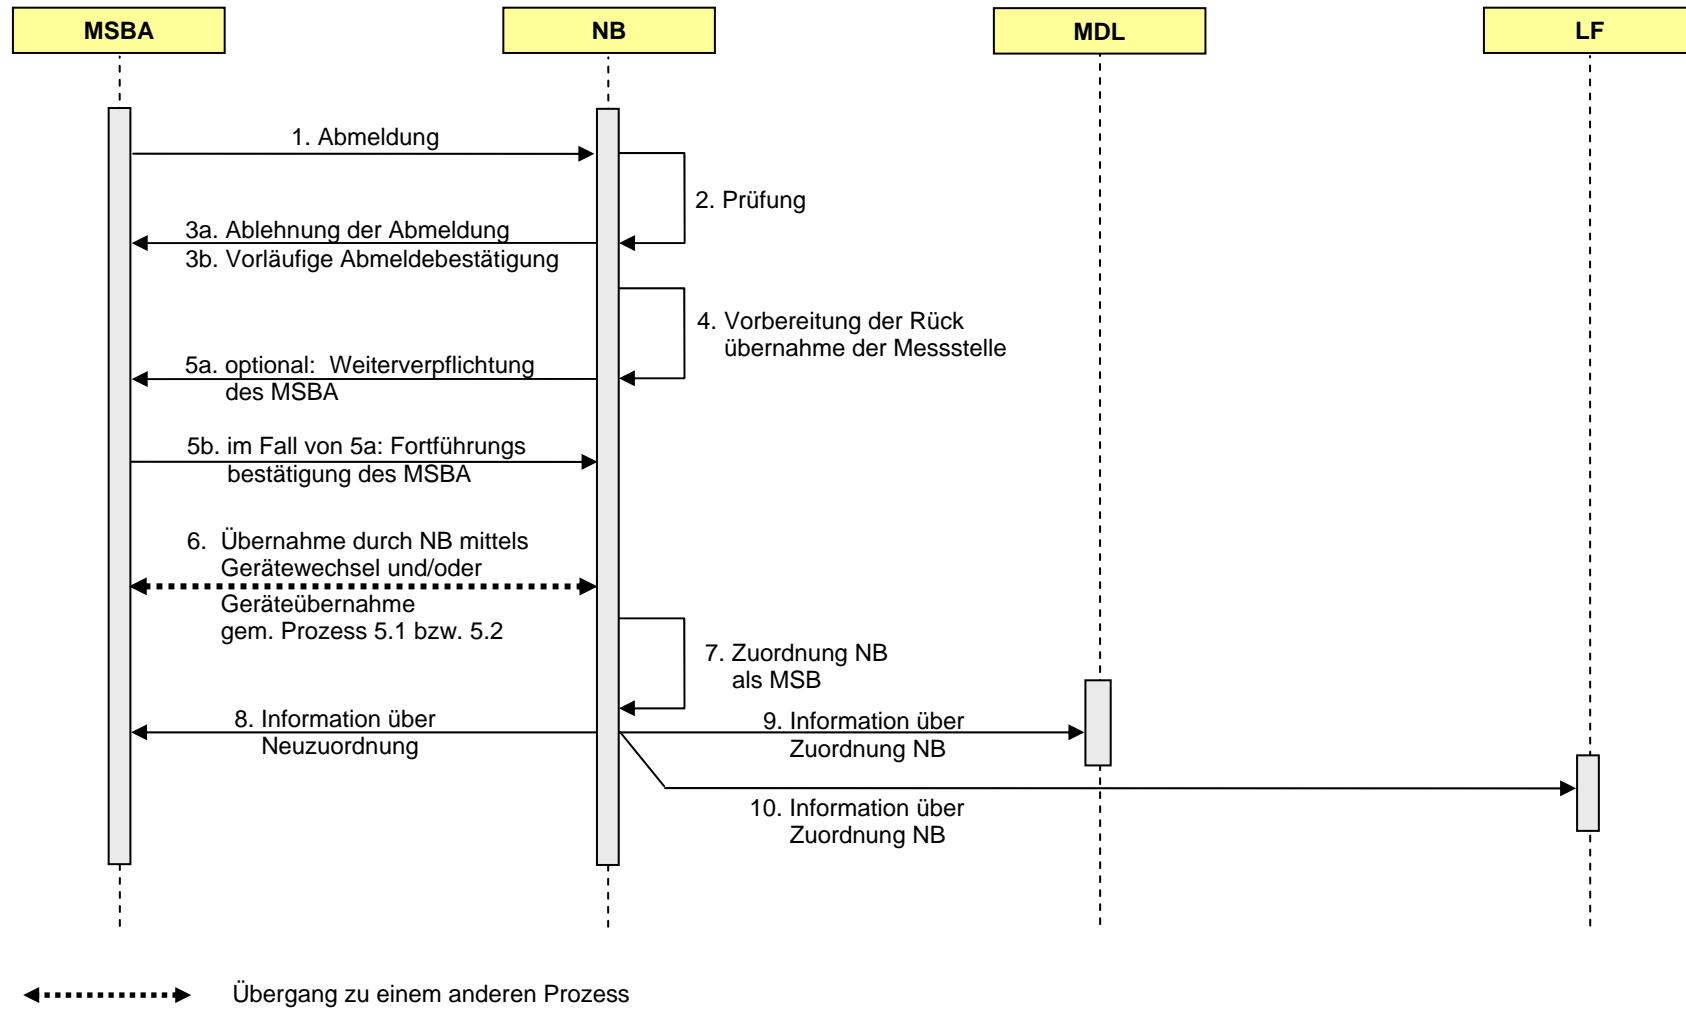 MSBA
NB
MDL
LF
1. Abmeldung
2. Prüfung
3a. Ablehnung der Abmeldung
3b. Vorläufige Abmeldebestätigung
4. Vorbereitung der Rück
übernahme der Messstelle
5a. optional: Weiterverpflichtung
des MSBA
5b. im Fall von 5a: Fortführungs
bestätigung des MSBA
6. Übernahme durch NB mittels
Gerätewechsel und/oder
Geräteübernahme
gem. Prozess 5.1 bzw. 5.2
7. Zuordnung NB
als MSB
8. Information über
Neuzuordnung
9. Information über
Zuordnung NB
10. Information über
Zuordnung NB
Übergang zu einem anderen Prozess